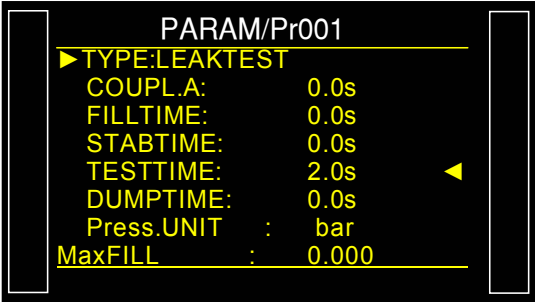 PARAM/Pr001
►TYPE:LEAKTEST
COUPL.A: 0.0s
FILLTIME: 0.0s
STABTIME: 0.0s
TESTTIME: 2.0s ◄
DUMPTIME: 0.0s
Press.UNIT : bar
MaxFILL : 0.000